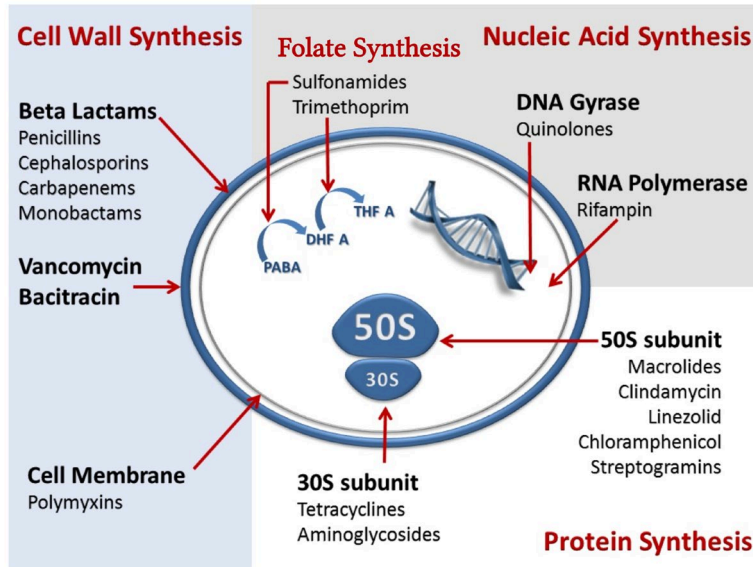 Cell Wall Synthesis
Folate Synthesis
Nucleic Acid Synthesis
Beta Lactams
Penicillins
Cephalosporins
Carbapenems
Monobactams
Vancomycin
Bacitracin
Cell Membrane
Polymyxins
Sulfonamides
Trimethoprim
PABA
DHF A
THF A
DNA Gyrase
Quinolones
RNA Polymerase
Rifampin
50S
30S
50S subunit
Macrolides
Clindamycin
Linezolid
Chloramphenicol
Streptogramins
30S subunit
Tetracyclines
Aminoglycosides
Protein Synthesis